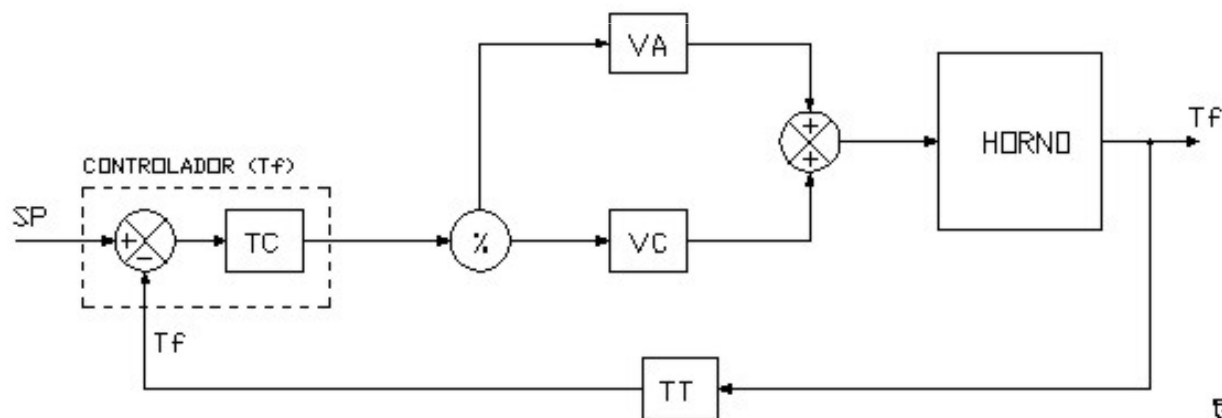 VA
+
+
HORNO
Tf
CONTROLADOR (Tf)
SP
+
-
TC
%
VC
Tf
TT